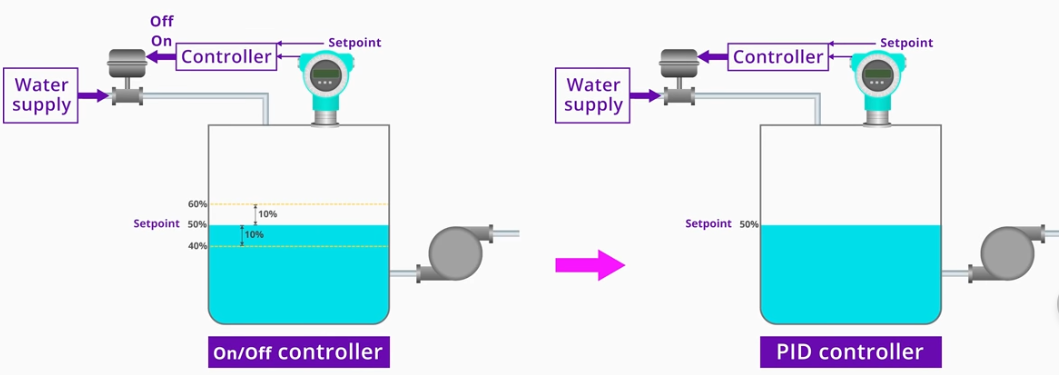 Off
On
Controller
Setpoint
Water
supply
60%
10%
Setpoint 50%
10%
40%
On/Off controller
Controller
Setpoint
Water
supply
Setpoint 50%
PID controller